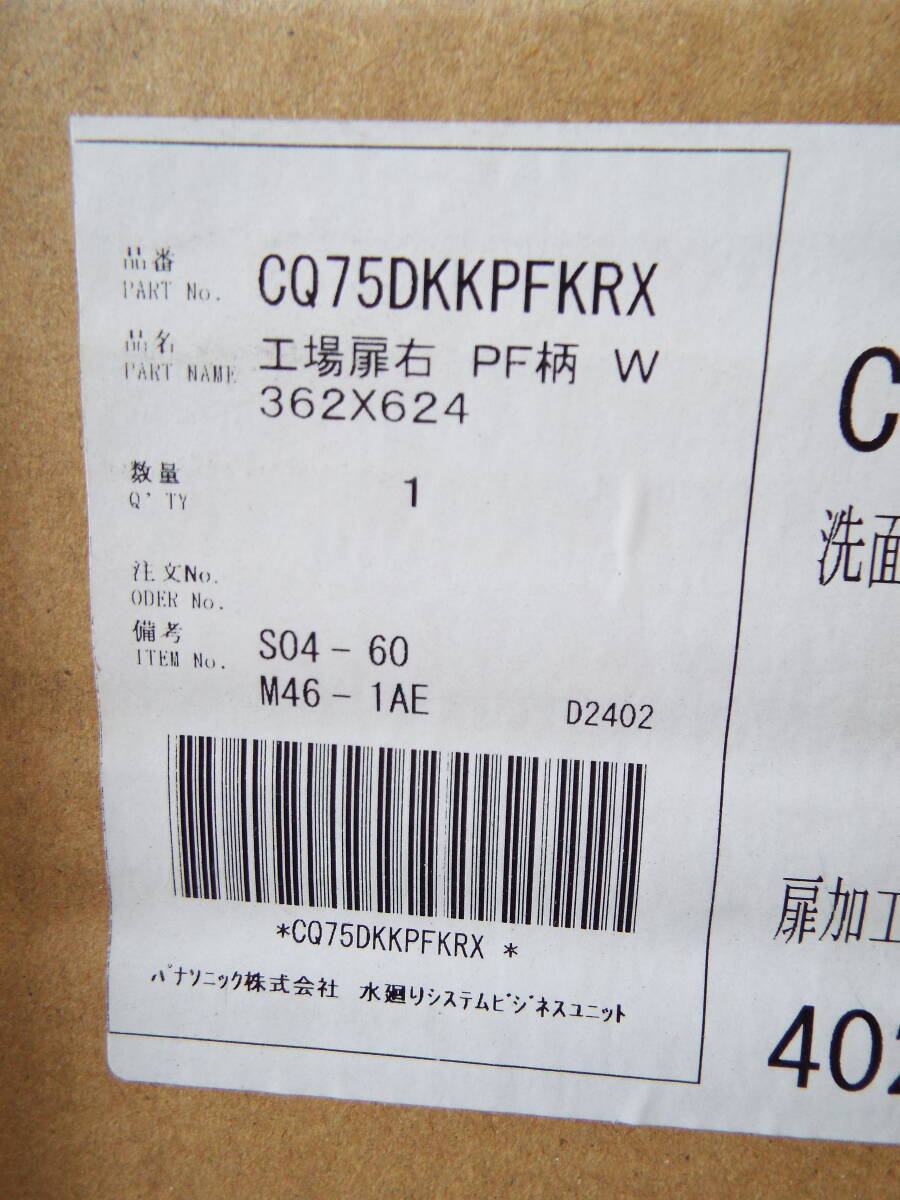 品番
PART No. CQ75DKKPFKRX
品名
PART NAME 工場扉右 PF柄 W
362X624
数量
Q'TY 1
注文No.
ODER No.
備考
ITEM No. S04-60
M46-1AE D2402
*CQ75DKKPFKRX *
パナソニック株式会社 水廻りシステムビジネスユニット
C
洗面
扉加工
402